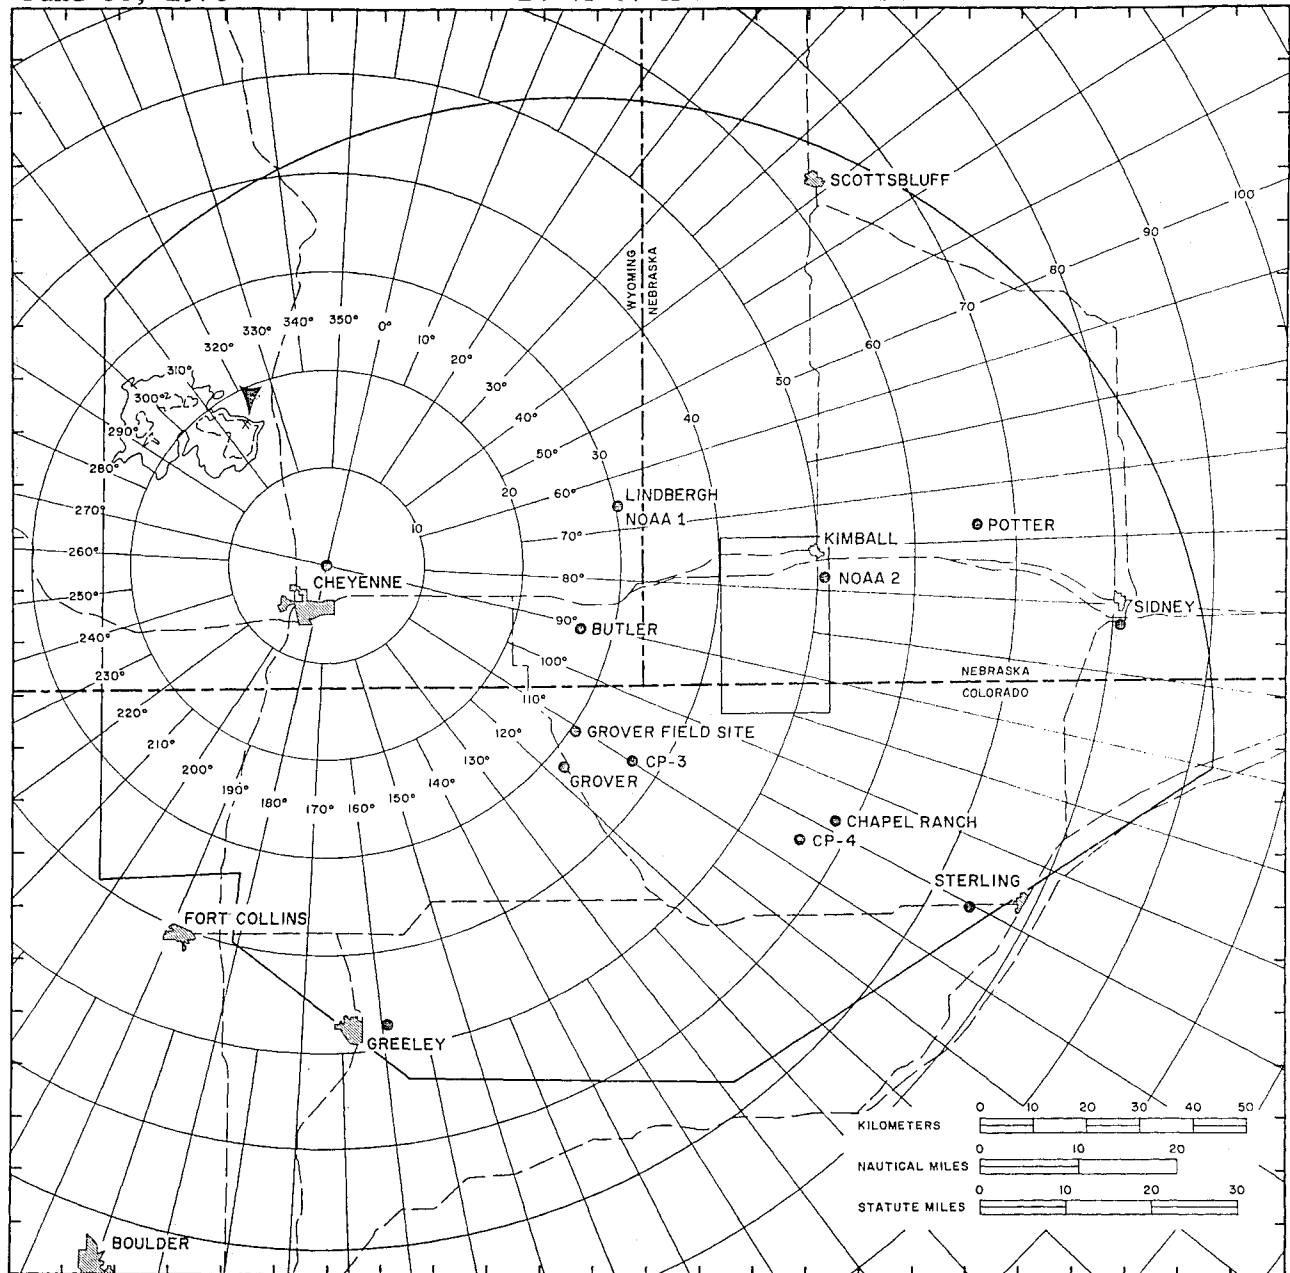 SCOTTSBLUFF
100
90
80
70
60
50
40
30
20
10
WYOMING
NEBRASKA
340° 350° 0° 10° 20° 30° 40° 50° 60° 70° 80° 90° 100° 110° 120° 130° 140° 150° 160° 170° 180° 190° 200° 210° 220° 230° 240° 250° 260° 270° 280° 290° 300° 310° 320° 330°
LINDBERGH
NOAA 1
POTTER
KIMBALL
NOAA 2
CHEYENNE
SIDNEY
BUTLER
NEBRASKA
COLORADO
GROVER FIELD SITE
CP-3
GROVER
CHAPEL RANCH
CP-4
STERLING
FORT COLLINS
GREELEY
BOULDER
0 10 20 30 40 50
KILOMETERS
0 10 20
NAUTICAL MILES
0 10 20 30
STATUTE MILES